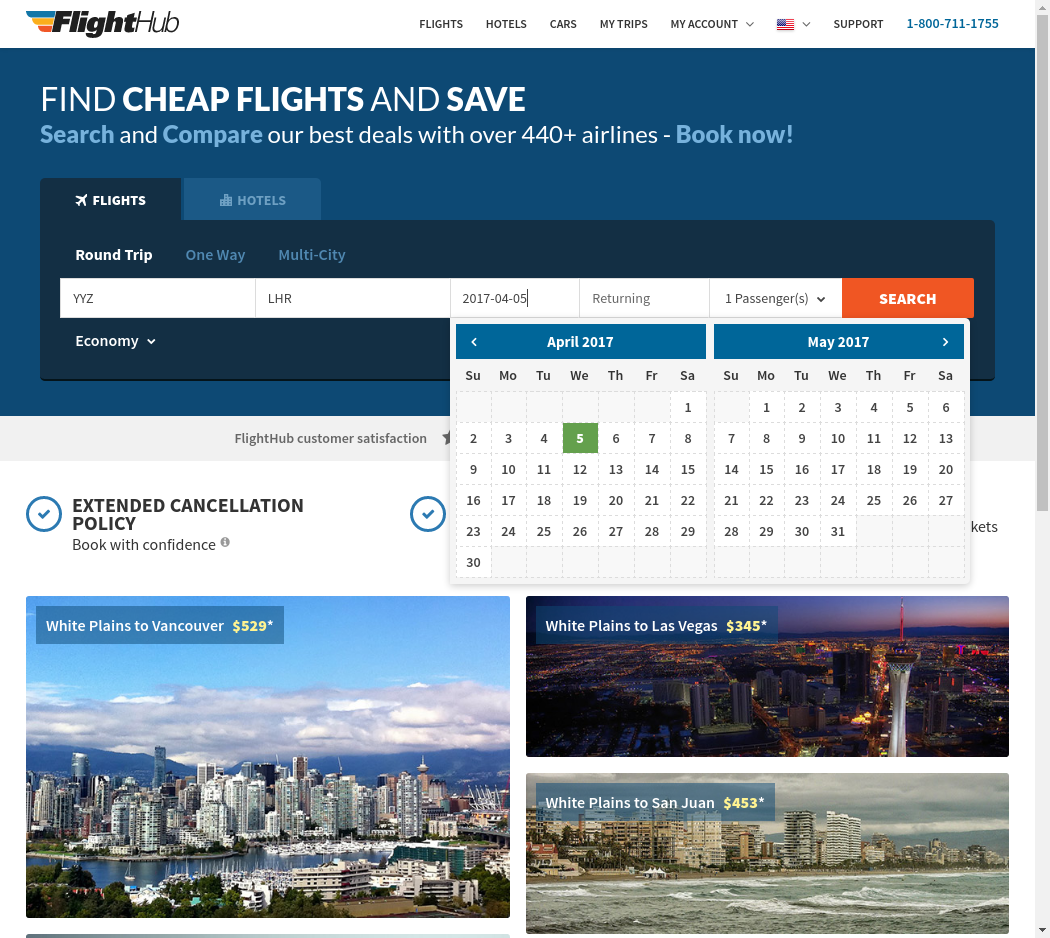 FlightHub
FLIGHTS HOTELS CARS MY TRIPS MY ACCOUNT SUPPORT 1-800-711-1755
FIND CHEAP FLIGHTS AND SAVE
Search and Compare our best deals with over 440+ airlines - Book now!
FLIGHTS HOTELS
Round Trip One Way Multi-City
YYZ LHR 2017-04-05 Returning 1 Passenger(s) SEARCH
Economy
April 2017 May 2017
Su Mo Tu We Th Fr Sa Su Mo Tu We Th Fr Sa
1 1 2 3 4 5 6
2 3 4 5 6 7 8 7 8 9 10 11 12 13
9 10 11 12 13 14 15 14 15 16 17 18 19 20
16 17 18 19 20 21 22 21 22 23 24 25 26 27
23 24 25 26 27 28 29 28 29 30 31
30
FlightHub customer satisfaction
EXTENDED CANCELLATION
POLICY
Book with confidence
kets
White Plains to Vancouver $529*
White Plains to Las Vegas $345*
White Plains to San Juan $453*